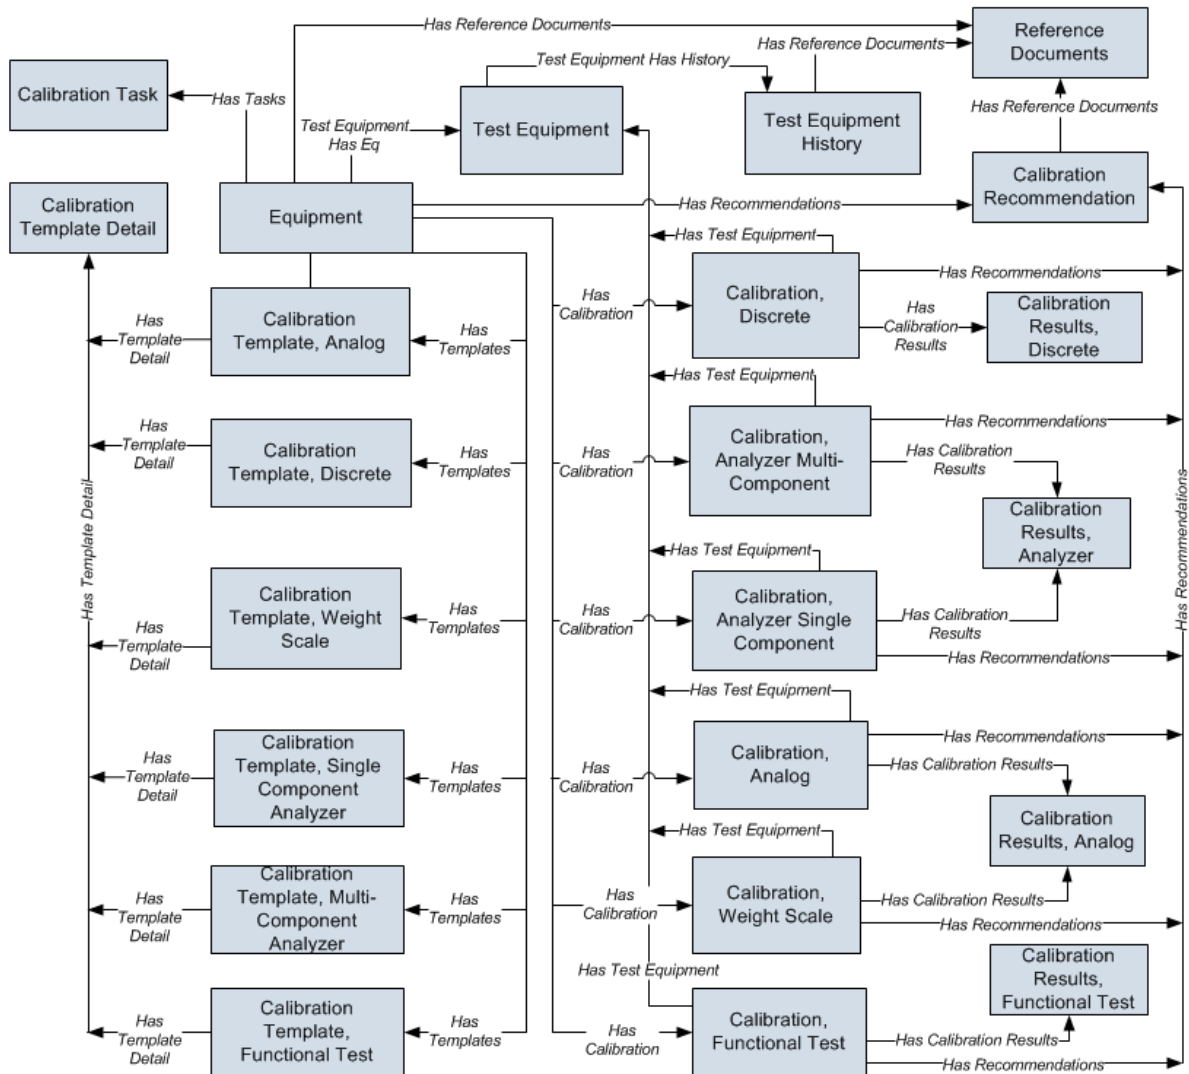 Has Reference Documents
Reference
Documents
Has Reference Documents
Test Equipment Has History
Calibration Task
Has Tasks
Test Equipment
Has Eq
Test Equipment
Test Equipment
History
Has Reference Documents
Calibration
Template Detail
Equipment
Has Recommendations
Calibration
Recommendation
Has Test Equipment
Has
Template
Detail
Calibration
Template, Analog
Has
Templates
Has
Calibration
Calibration,
Discrete
Has Recommendations
Has
Calibration
Results
Calibration
Results,
Discrete
Has Test Equipment
Has
Template
Detail
Calibration
Template, Discrete
Has
Templates
Has
Calibration
Calibration,
Analyzer Multi-
Component
Has Recommendations
Has Calibration
Results
Calibration
Results,
Analyzer
Has Template Detail
Has Recommendations
Has Test Equipment
Has
Template
Detail
Calibration
Template, Weight
Scale
Has
Templates
Has
Calibration
Calibration,
Analyzer Single
Component
Has Calibration
Results
Has Recommendations
Has Test Equipment
Has
Template
Detail
Calibration
Template, Single
Component
Analyzer
Has
Templates
Has
Calibration
Calibration,
Analog
Has Recommendations
Has Calibration Results
Calibration
Results, Analog
Has Test Equipment
Has
Template
Detail
Calibration
Template, Multi-
Component
Analyzer
Has
Templates
Has
Calibration
Calibration,
Weight Scale
Has Calibration Results
Has Recommendations
Has Test Equipment
Calibration
Results,
Functional Test
Has
Template
Detail
Calibration
Template,
Functional Test
Has
Templates
Has
Calibration
Calibration,
Functional Test
Has Calibration Results
Has Recommendations